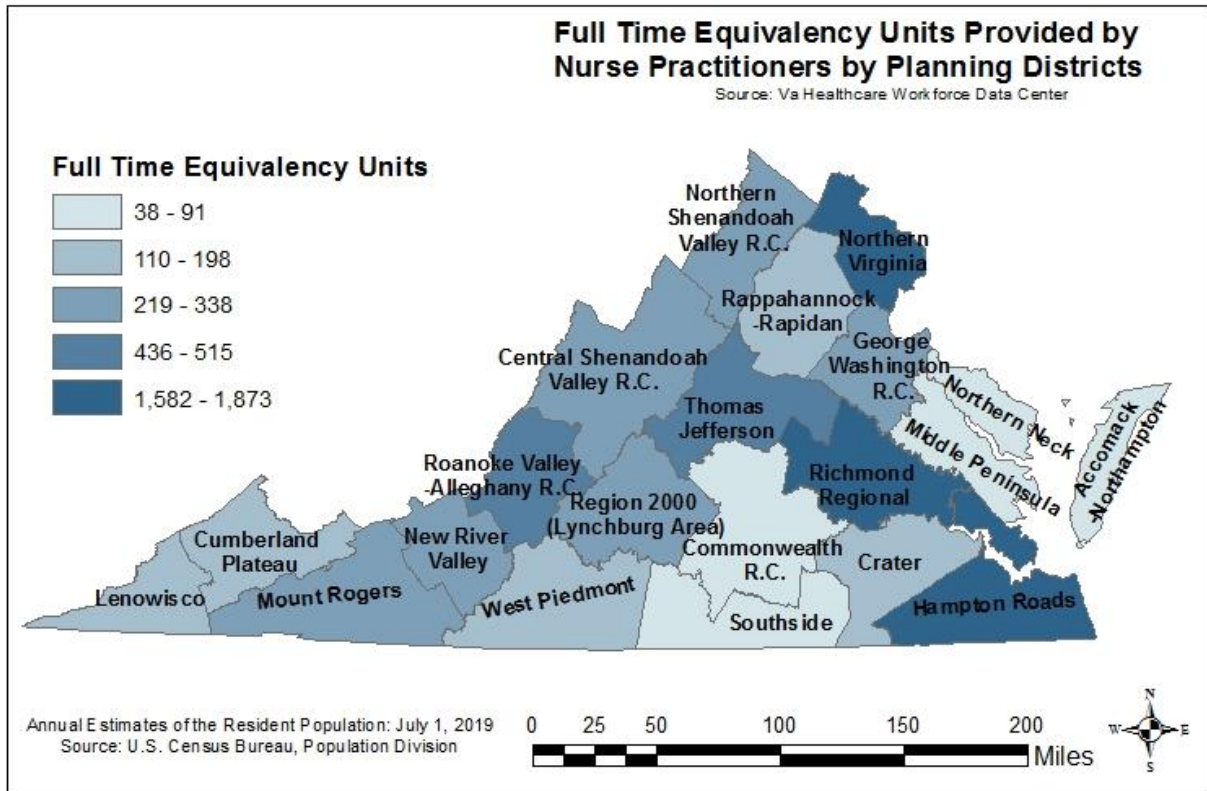 Full Time Equivalency Units Provided by
Nurse Practitioners by Planning Districts
Source: Va Healthcare Workforce Data Center
Full Time Equivalency Units
38 - 91
110 - 198
219 - 338
436 - 515
1,582 - 1,873
Northern
Shenandoah
Valley R.C.
Northern
Virginia
Rappahannock
-Rapidan
Central Shenandoah
Valley R.C.
George
Washington
R.C.
Northern Neck
Thomas
Jefferson
Middle Peninsula
Accomack
-Northampton
Roanoke Valley
-Alleghany R.C
Richmond
Regional
Region 2000
(Lynchburg Area)
Cumberland
Plateau
New River
Valley
Commonwealth
R.C.
Crater
Lenowisco
Mount Rogers
West Piedmont
Southside
Hampton Roads
Annual Estimates of the Resident Population: July 1, 2019
Source: U.S. Census Bureau, Population Division
0 25 50 100 150 200
Miles
N
W E
S